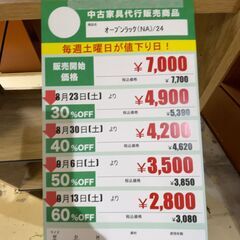 中古家具代行販売商品
オープンラック(NA)/24
毎週土曜日が値下り日!
販売開始価格 ¥7,000
税込価格 7,700
8月23日(土) より ¥4,900
30%OFF 税込価格 ¥5,390
8月30日(土) より ¥4,200
40%OFF 税込価格 ¥4,620
9月6日(土) より ¥3,500
50%OFF 税込価格 ¥3,850
9月13日(土) より ¥2,800
60%OFF 税込価格 ¥3,080
サイズ